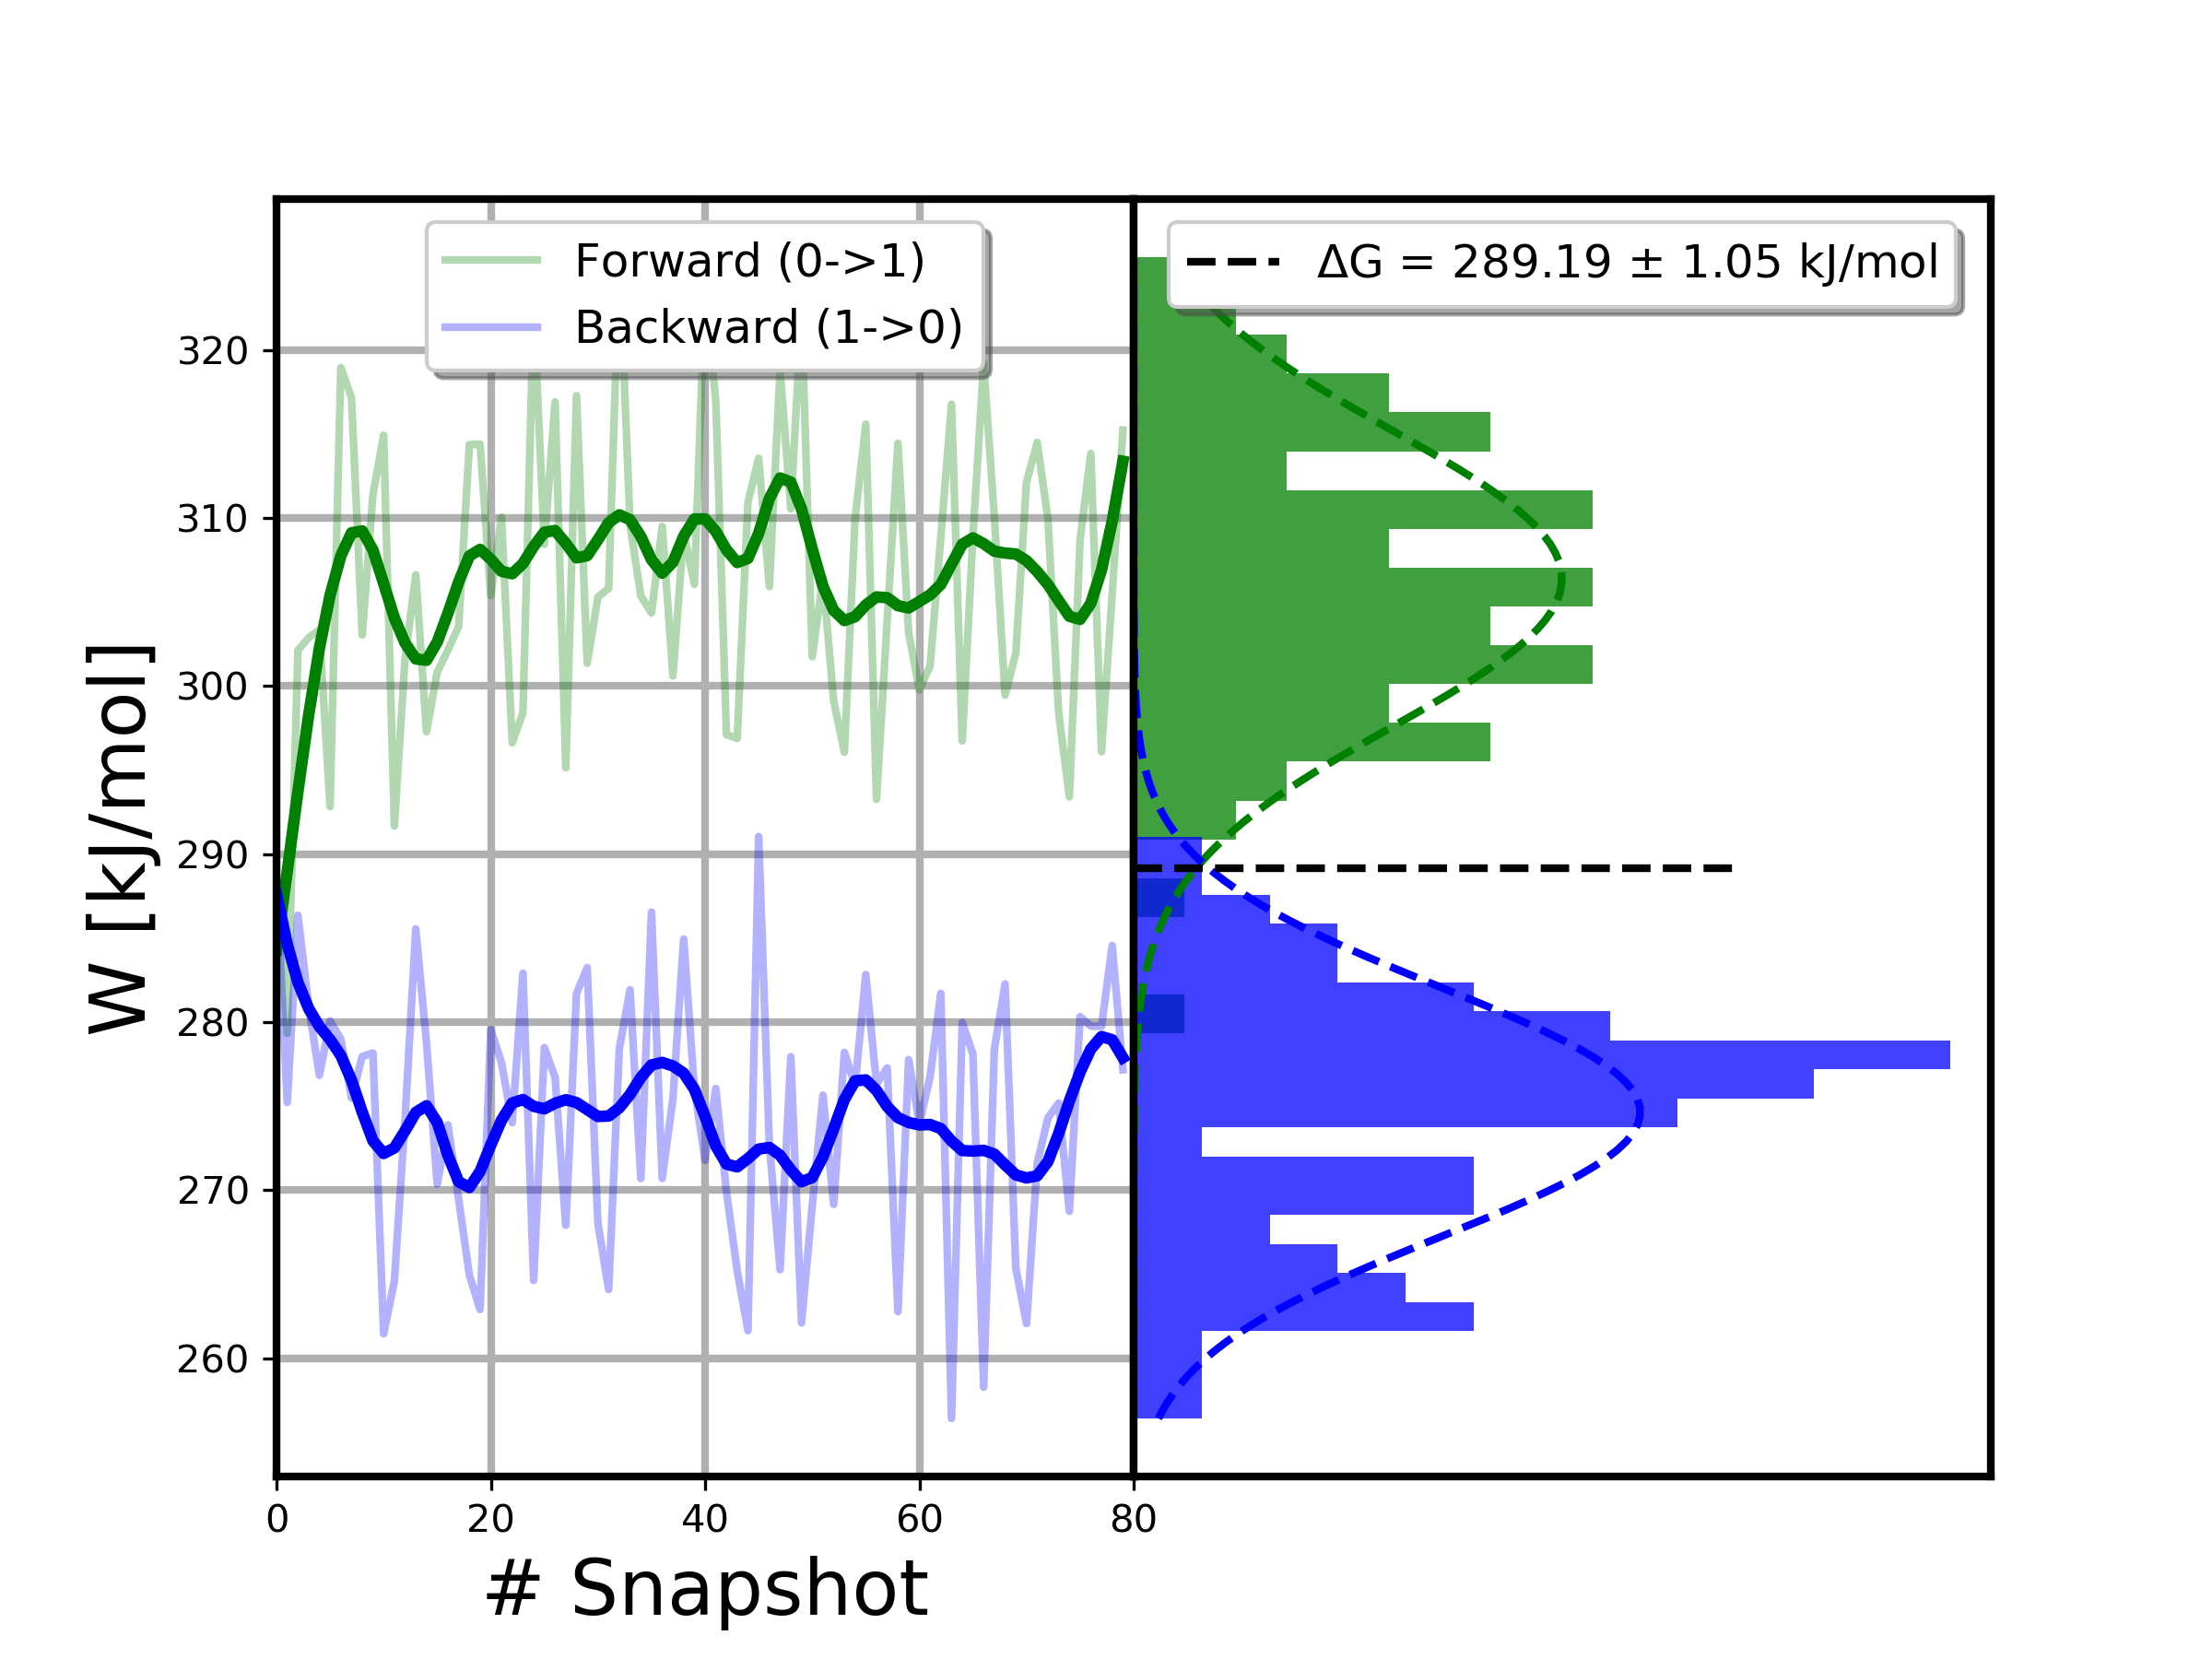 Forward (0->1)
Backward (1->0)
ΔG = 289.19 ± 1.05 kJ/mol
W [kJ/mol]
320
310
300
290
280
270
260
0 20 40 60 80
# Snapshot